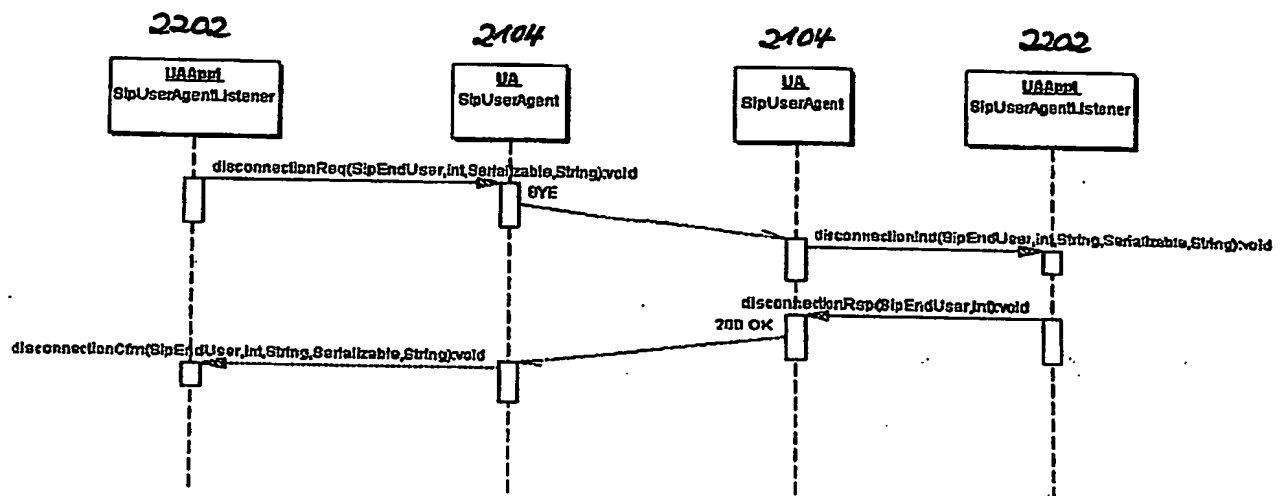 2202
2104
2104
2202
UAAppl
SipUserAgentListener
UA
SipUserAgent
UA
SipUserAgent
UAAppl
SipUserAgentListener
disconnectionReq(SipEndUser,int,Serializable,String):void
BYE
disconnectionInd(SipEndUser,int,String,Serializable,String):void
disconnectionRsp(SipEndUser,int):void
200 OK
disconnectionCfm(SipEndUser,int,String,Serializable,String):void